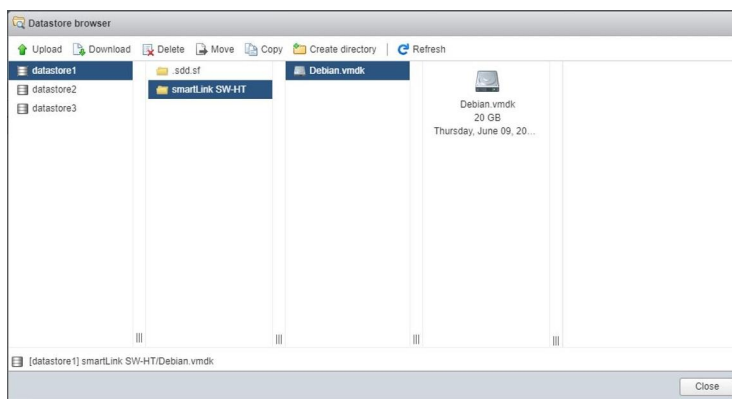 Datastore browser
Upload Download Delete Move Copy Create directory Refresh
datastore1 .sdd.sf Debian.vmdk
datastore2 smartLink SW-HT
datastore3
Debian.vmdk
20 GB
Thursday, June 09, 20...
[datastore1] smartLink SW-HT/Debian.vmdk
Close